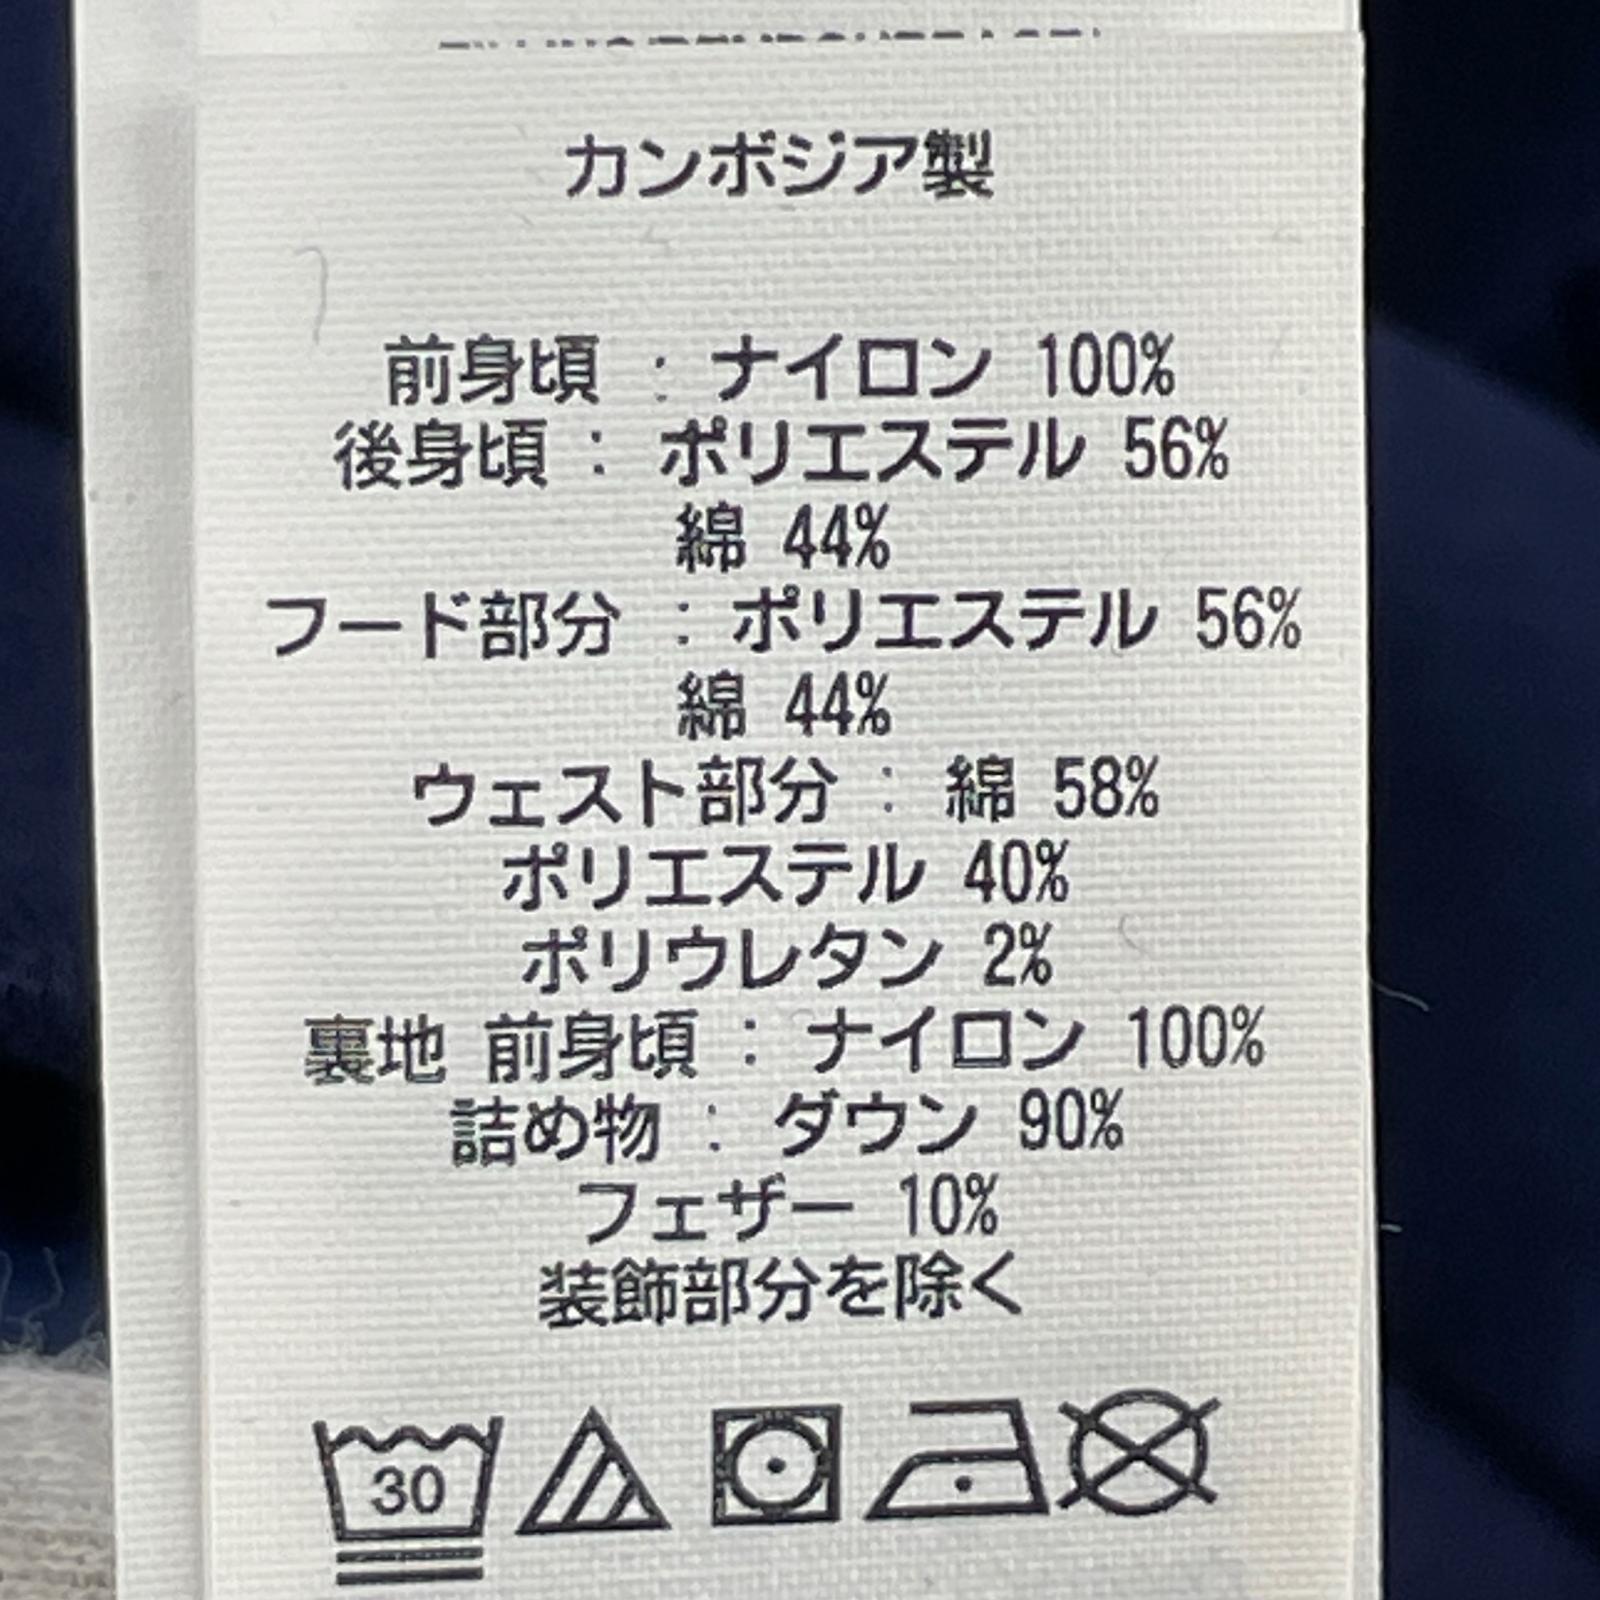 カンボジア製
前身頃 : ナイロン 100%
後身頃 : ポリエステル 56%
綿 44%
フード部分 : ポリエステル 56%
綿 44%
ウェスト部分 : 綿 58%
ポリエステル 40%
ポリウレタン 2%
裏地 前身頃 : ナイロン 100%
詰め物 : ダウン 90%
フェザー 10%
装飾部分を除く
30